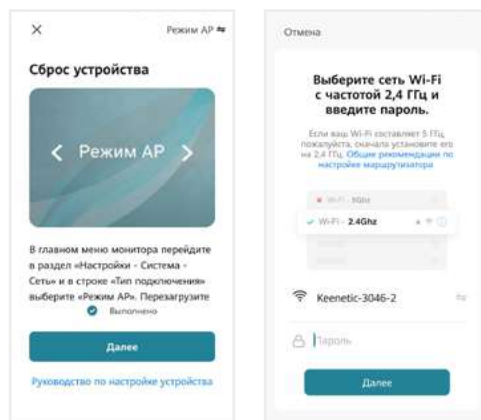 Режим AP
Сброс устройства
Режим AP
В главном меню монитора перейдите
в раздел «Настройки - Система -
Сеть» и в строке «Тип подключения»
выберите «Режим AP». Перезагрузите
Выполнено
Далее
Руководство по настройке устройства
Отмена
Выберите сеть Wi-Fi
с частотой 2,4 ГГц и
введите пароль.
Если ваш Wi-Fi составляет 5 ГГц,
пожалуйста, сначала установите его
на 2,4 ГГц. Общие рекомендации по
настройке маршрутизатора
Wi-Fi - 5Ghz
Wi-Fi - 2.4Ghz
Keenetic-3046-2
Пароль
Далее